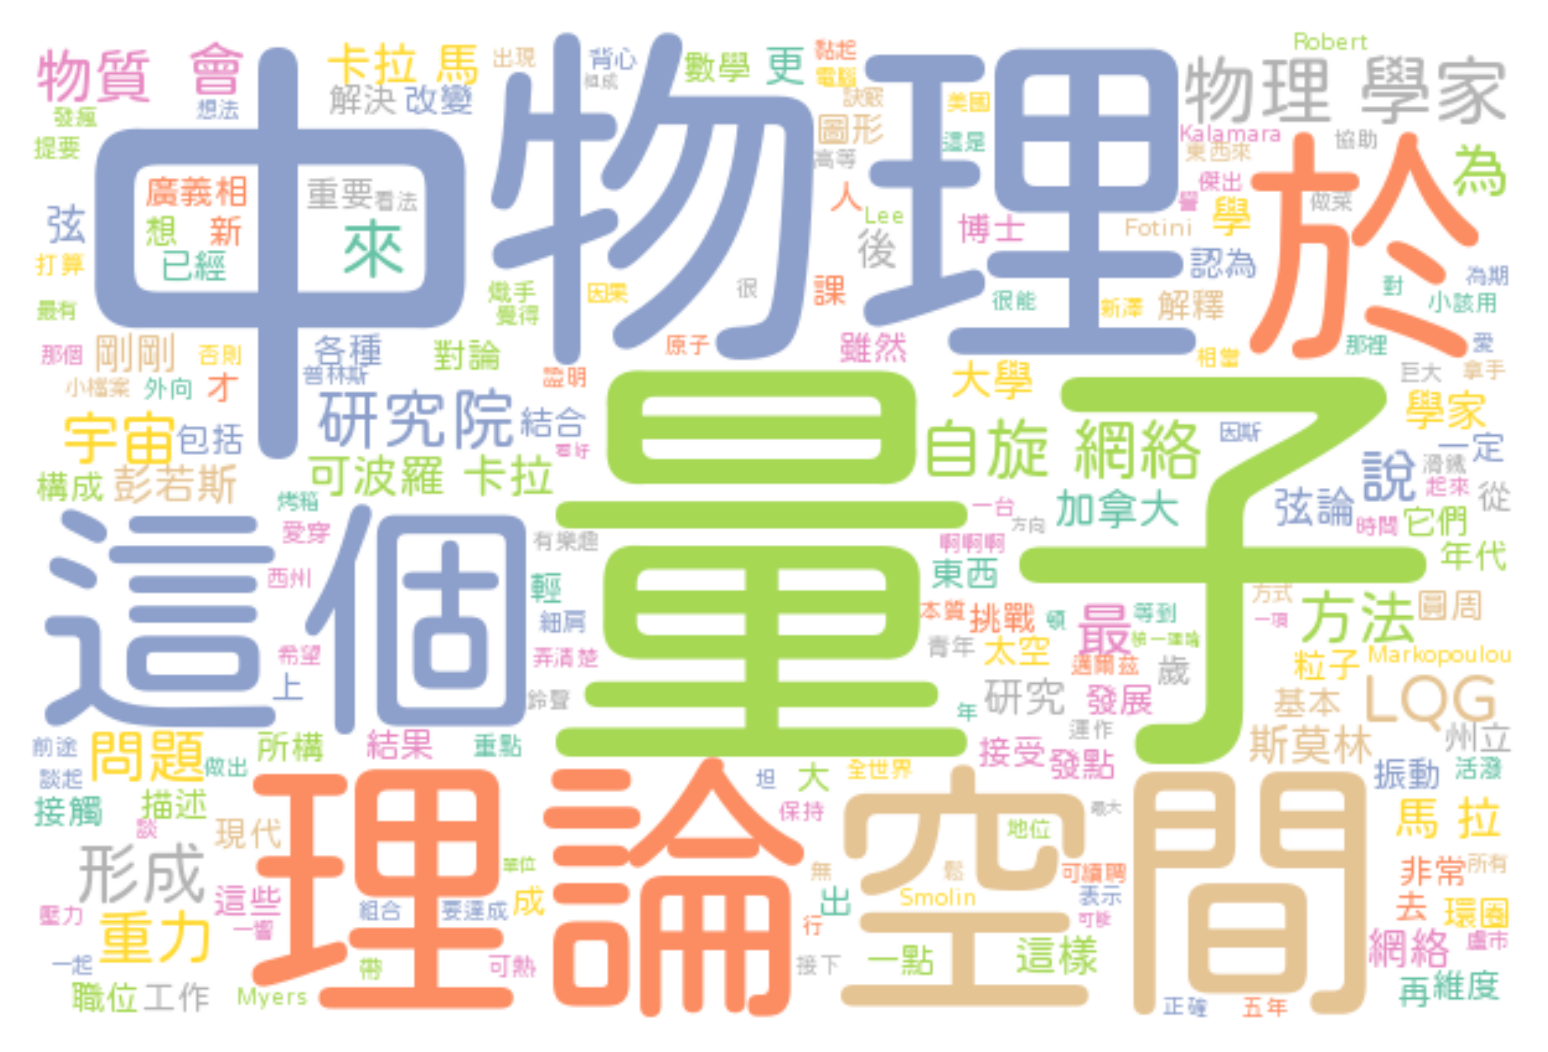 物質 會 卡拉 馬 出現 背心 組成 數學 更 黏起 電腦 訣竅 美國 Robert
發瘋 想法 解決 改變 圖形 物理 學家
提要 中 物理 高等 這是 Kalamara 東西來 協助 於 為
廣義相 重要 看法 人 Lee 博士 傑出 譽 學 做菜
弦 想 新 來 後 Fotini
打算 已經 熾手 因果 很 課 很能 認為 為期
最有 覺得 新澤 解釋 對 小該用
那個 剛剛 否則 各種 對論 原子 雖然 相當 那裡 愛
小檔案 外向 才 普林斯 證明 大學 巨大 拿手
宇宙 包括 研究院 結合 看好 量子 自旋 網絡 因斯 學家 一定
構成 彭若斯 可波羅 卡拉 說 滑鐵 起來 從
烤箱 一台 方向 加拿大 弦論 時間 它們
這個 愛穿 有樂趣 啊啊啊 年代
西州 輕 東西 方式
細肩 本質 挑戰 頓 最 等到 一項 方法 圓周
希望 弄清楚 青年 太空 統一理論 邁爾茲 歲 粒子 Markopoulou
上 鈴聲 研究 發展 基本 LQG
前途 問題 所構 結果 重點 年 運作 斯莫林 州立
談起 做出 坦 大 全世界 接受 發點 振動 活潑
接觸 描述 理論 保持 空間 最大 馬 拉
談 現代 地位
形成 單位 無 鬆 可續聘 非常 所有
壓力 這些 組合 要達成 成 出 Smolin 表示 去 環圈
重力 一響 行 可能 網絡 盧市
一起 帶 可熱 接下 一點 這樣
職位 工作 Myers 正確 五年 再 維度